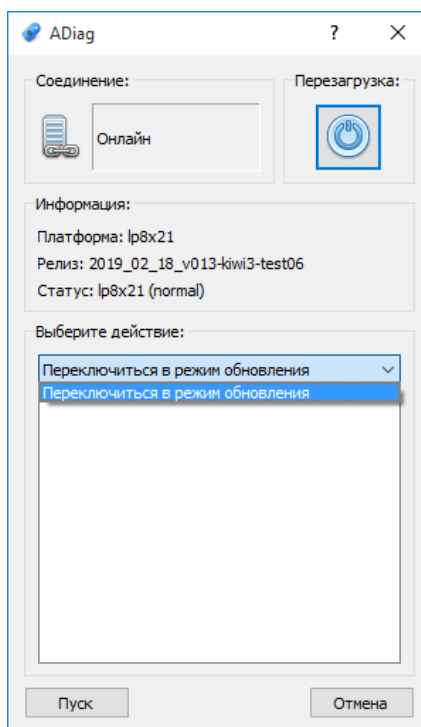 ADiag
?
Соединение:
Перезагрузка:
Онлайн
Информация:
Платформа: lp8x21
Релиз: 2019_02_18_v013-kiwi3-test06
Статус: lp8x21 (normal)
Выберите действие:
Переключиться в режим обновления
Переключиться в режим обновления
Пуск
Отмена